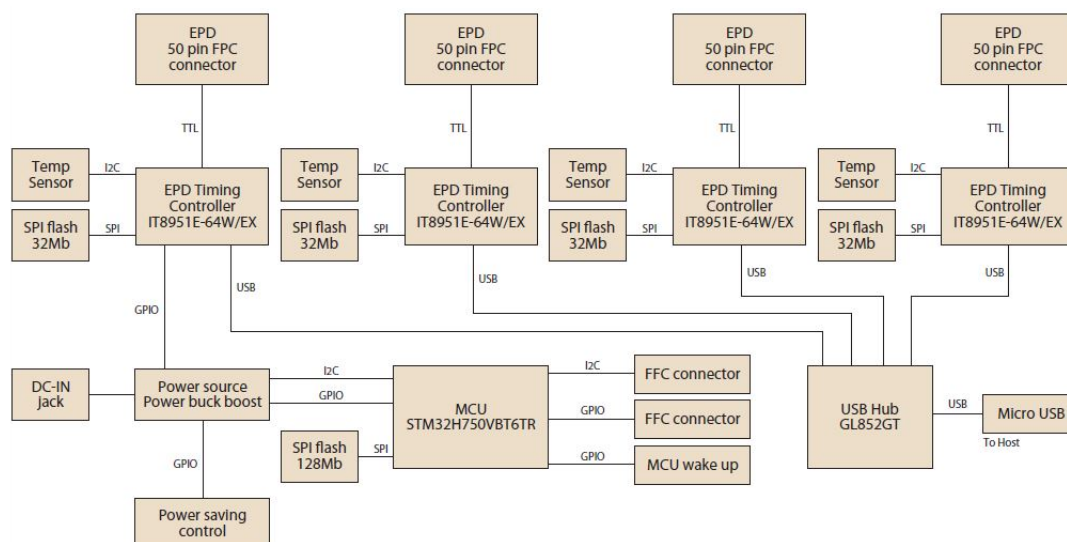 EPD
50 pin FPC
connector
EPD
50 pin FPC
connector
EPD
50 pin FPC
connector
EPD
50 pin FPC
connector
TTL
TTL
TTL
TTL
Temp
Sensor
I2C
SPI flash
32Mb
SPI
EPD Timing
Controller
IT8951E-64W/EX
Temp
Sensor
I2C
SPI flash
32Mb
SPI
EPD Timing
Controller
IT8951E-64W/EX
Temp
Sensor
I2C
SPI flash
32Mb
SPI
EPD Timing
Controller
IT8951E-64W/EX
Temp
Sensor
I2C
SPI flash
32Mb
SPI
EPD Timing
Controller
IT8951E-64W/EX
GPIO
USB
USB
USB
USB
DC-IN
jack
Power source
Power buck boost
I2C
GPIO
SPI flash
128Mb
SPI
MCU
STM32H750VBT6TR
I2C
FFC connector
GPIO
FFC connector
GPIO
MCU wake up
USB Hub
GL852GT
USB
Micro USB
To Host
GPIO
Power saving
control